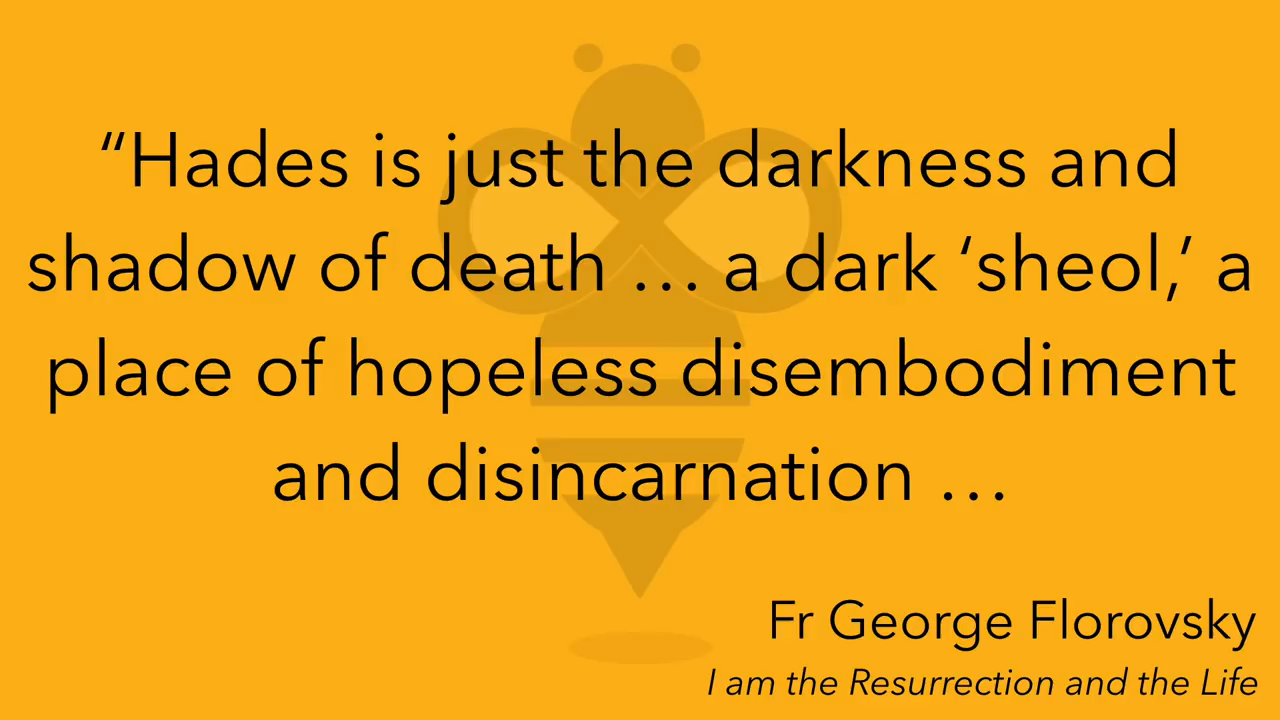 “Hades is just the darkness and
shadow of death … a dark ‘sheol,’ a
place of hopeless disembodiment
and disincarnation …
Fr George Florovsky
I am the Resurrection and the Life